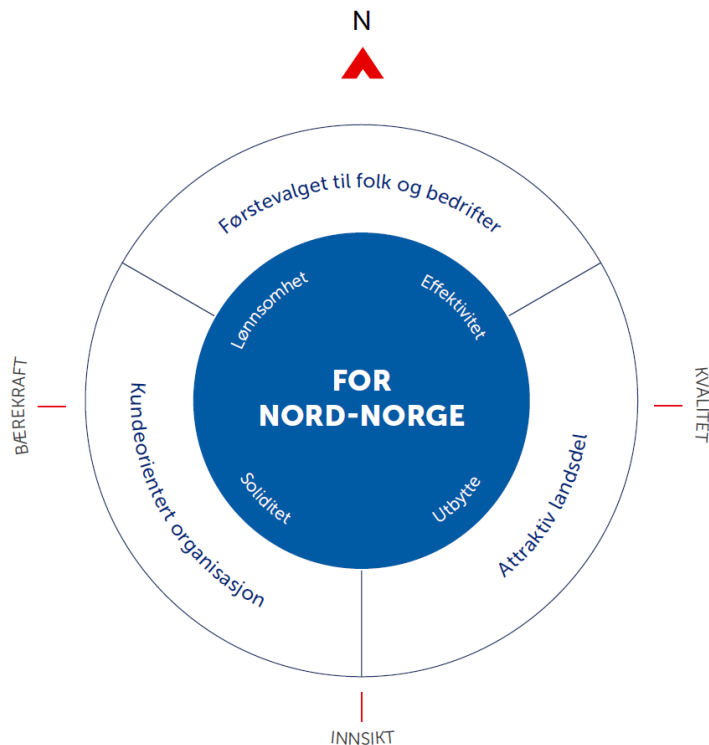 N
Førstevalget til folk og bedrifter
Lønnsomhet
Effektivitet
BÆREKRAFT
KVALITET
FOR
NORD-NORGE
Kundeorientert organisasjon
Attraktiv landsdel
Soliditet
Utbytte
INNSIKT